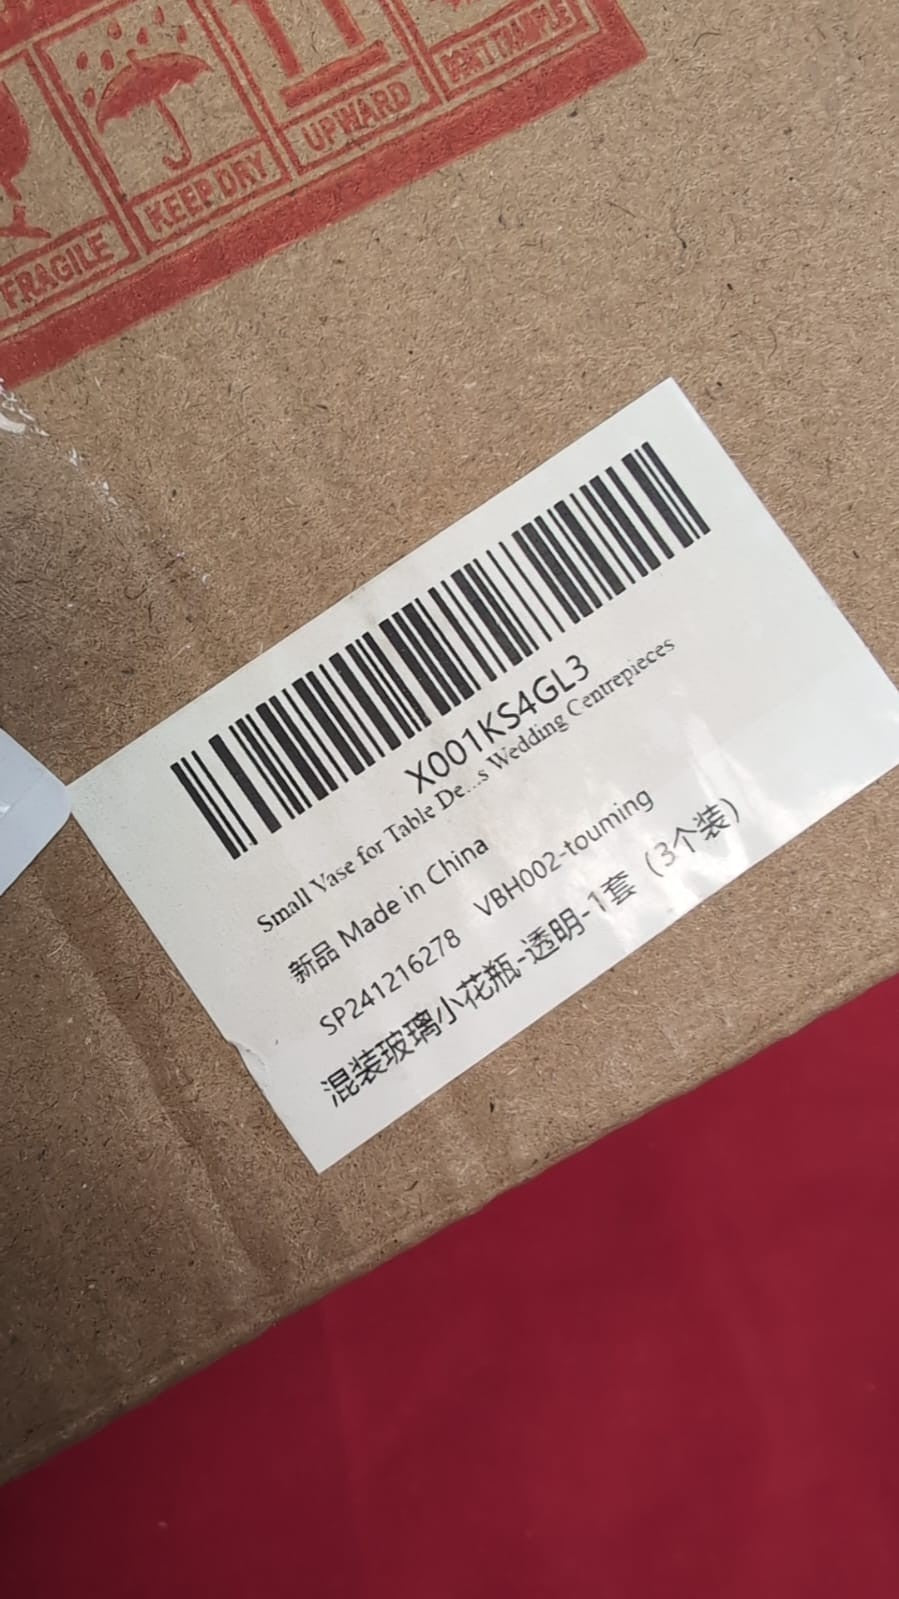 FRAGILE
KEEP DRY
UPWARD
DON'T TRAMPLE
X001KS4GL3
Small Vase for Table De...s Wedding Centrepieces
新品 Made in China
SP241216278 VBH002-touming
混装玻璃小花瓶-透明-1套（3个装）